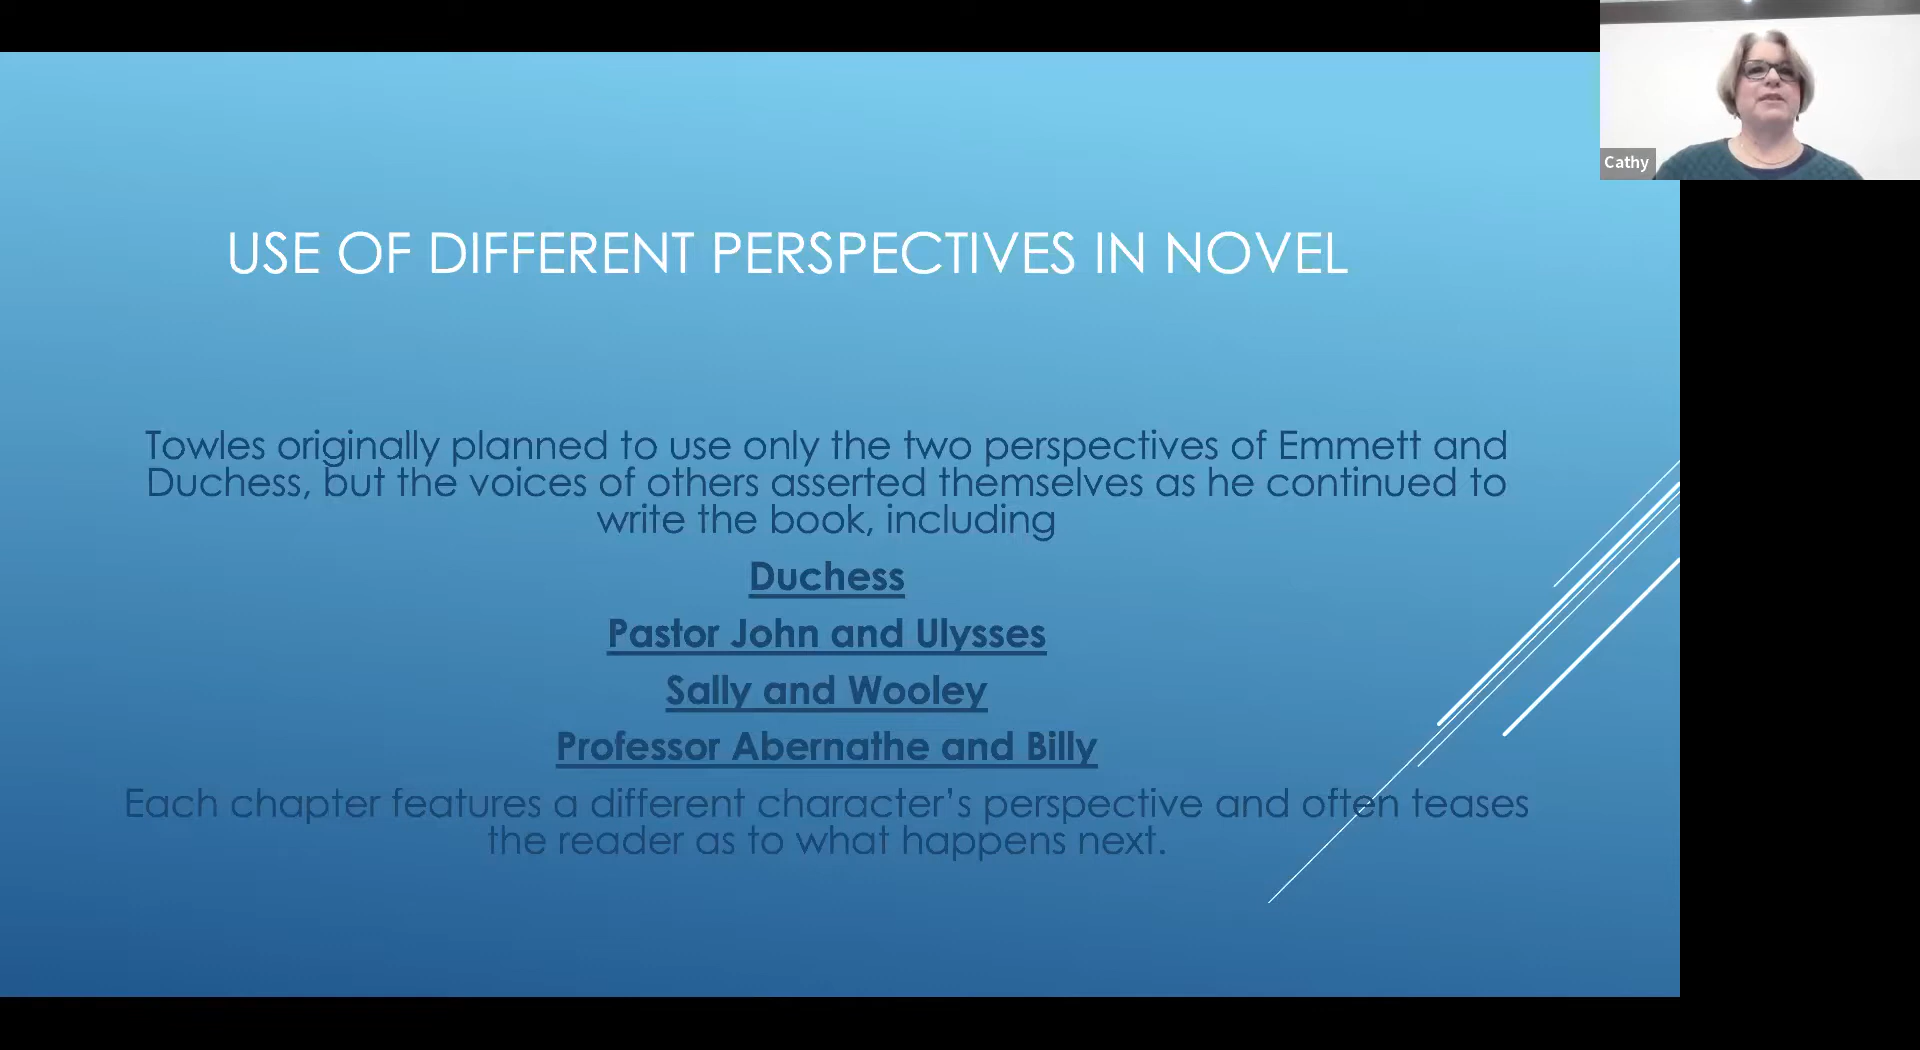 Cathy
USE OF DIFFERENT PERSPECTIVES IN NOVEL
Towles originally planned to use only the two perspectives of Emmett and
Duchess, but the voices of others asserted themselves as he continued to
write the book, including
Duchess
Pastor John and Ulysses
Sally and Wooley
Professor Abernathe and Billy
Each chapter features a different character’s perspective and often teases
the reader as to what happens next.